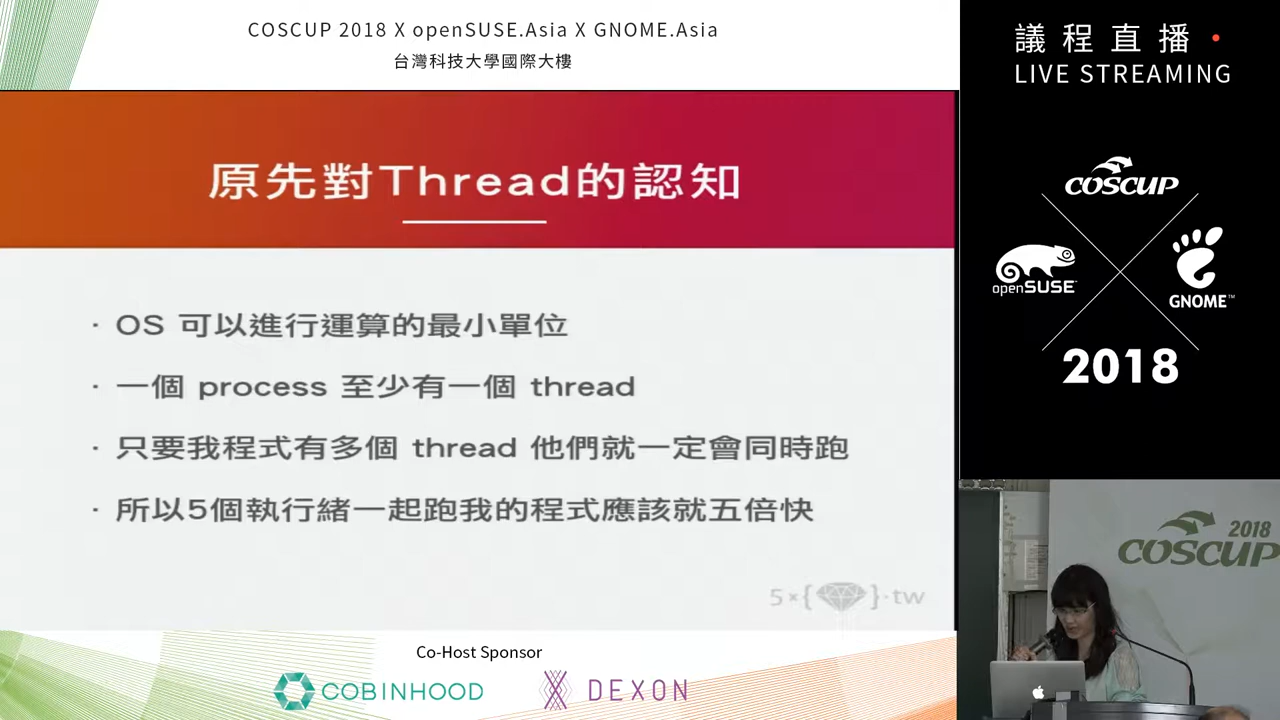 COSCUP 2018 X openSUSE.Asia X GNOME.Asia
台灣科技大學國際大樓
議程直播
LIVE STREAMING
原先對Thread的認知
· OS 可以進行運算的最小單位
· 一個 process 至少有一個 thread
· 只要我程式有多個 thread 他們就一定會同時跑
· 所以5個執行緒一起跑我的程式應該就五倍快
5×{ }·tw
COSCUP
openSUSE
GNOME™
2018
2018
COSCUP
Co-Host Sponsor
COBINHOOD
DEXON